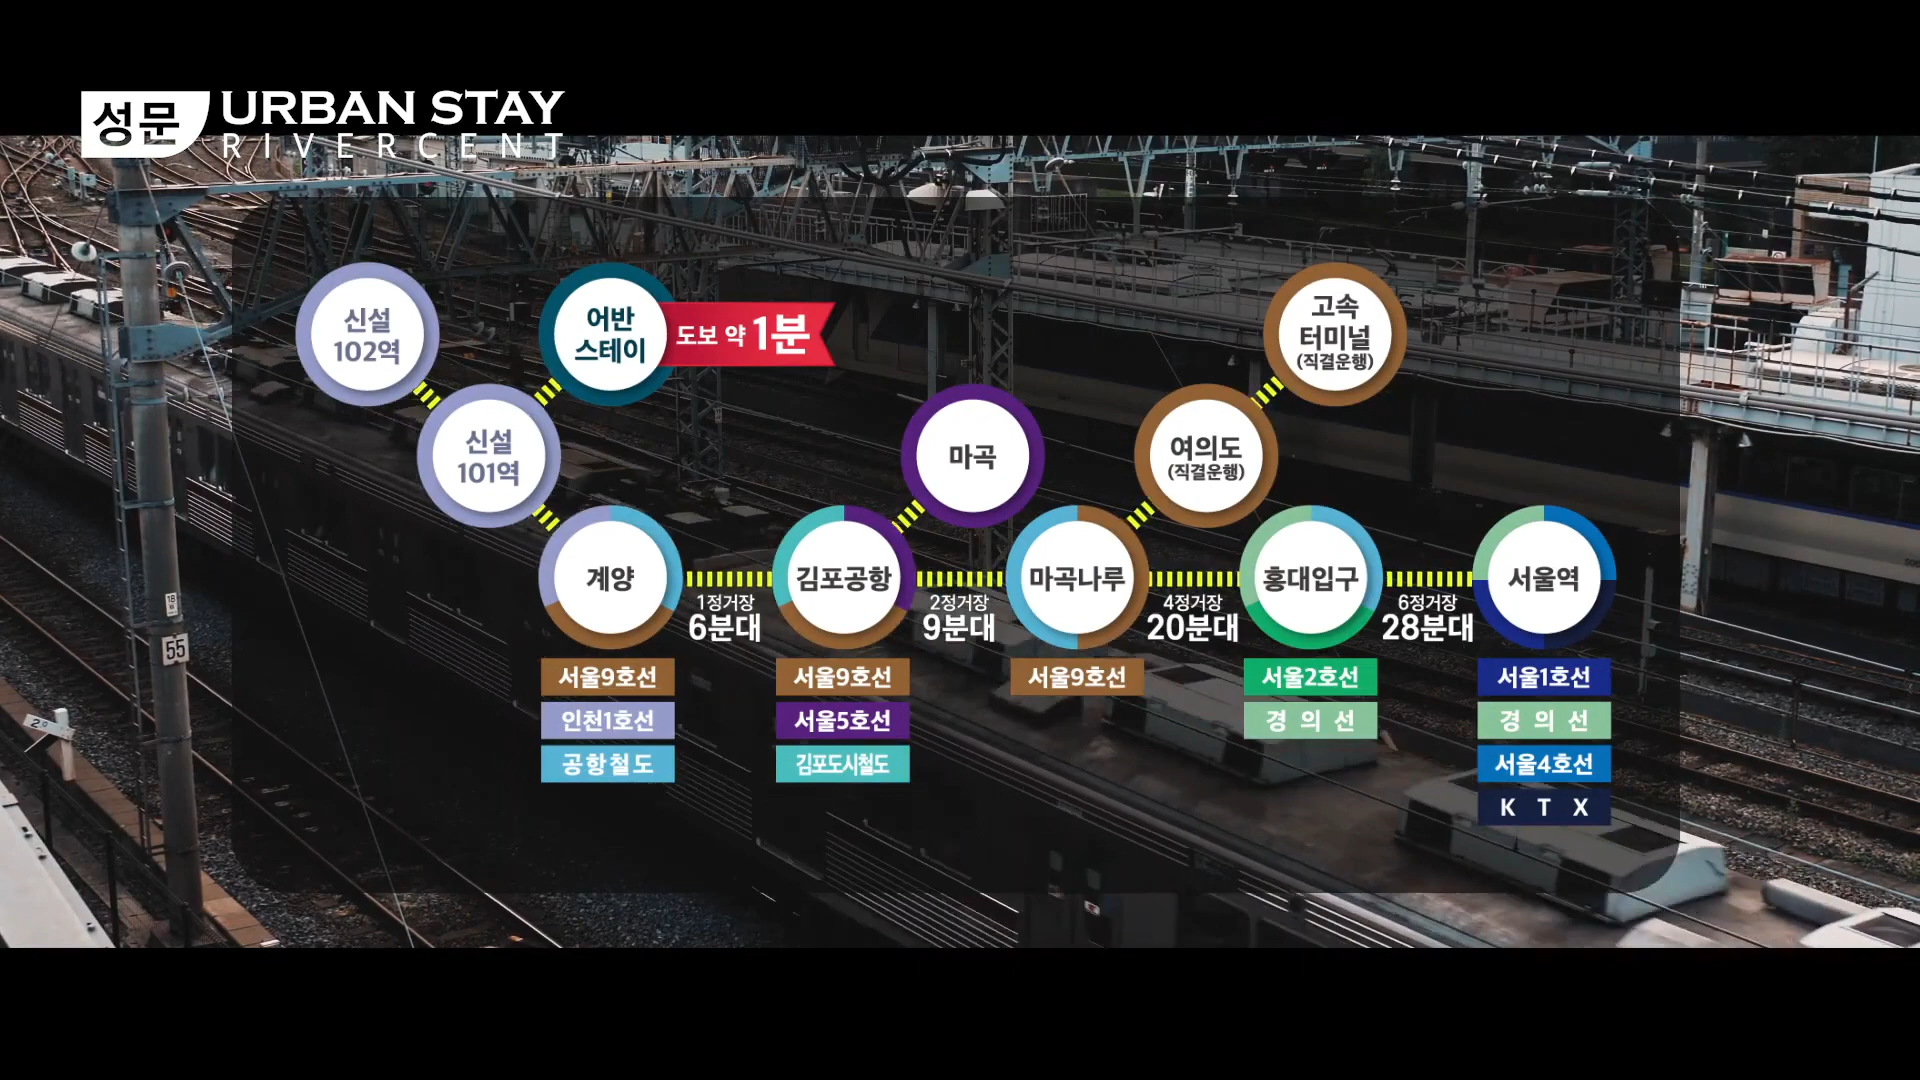 성문 URBAN STAY
RIVERCENT
신설
102역
어반
스테이
도보 약 1분
고속
터미널
(직결운행)
신설
101역
마곡
여의도
(직결운행)
계양
1정거장
6분대
김포공항
2정거장
9분대
마곡나루
4정거장
20분대
홍대입구
6정거장
28분대
서울역
서울9호선
인천1호선
공항철도
서울9호선
서울5호선
김포도시철도
서울9호선
서울2호선
경 의 선
서울1호선
경 의 선
서울4호선
K T X
55